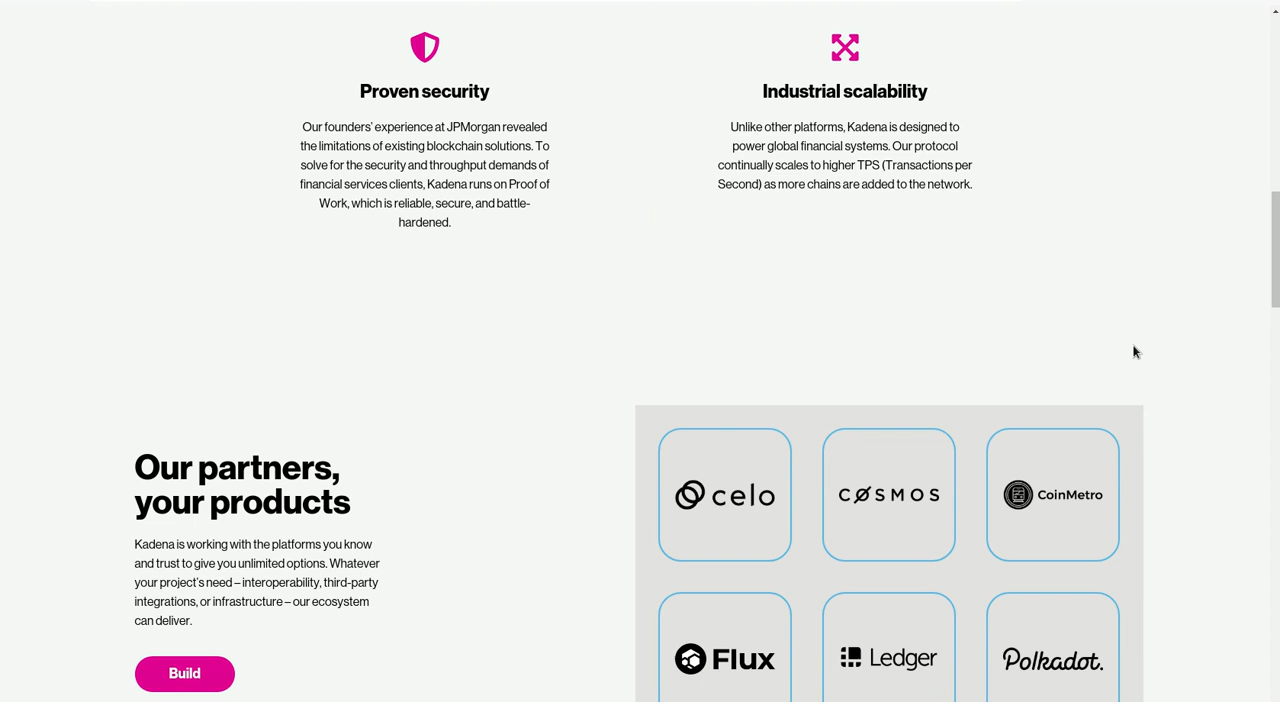 Proven security
Our founders' experience at JPMorgan revealed
the limitations of existing blockchain solutions. To
solve for the security and throughput demands of
financial services clients, Kadena runs on Proof of
Work, which is reliable, secure, and battle-
hardened.
Industrial scalability
Unlike other platforms, Kadena is designed to
power global financial systems. Our protocol
continually scales to higher TPS (Transactions per
Second) as more chains are added to the network.
Our partners,
your products
Kadena is working with the platforms you know
and trust to give you unlimited options. Whatever
your project's need – interoperability, third-party
integrations, or infrastructure – our ecosystem
can deliver.
Build
celo
CØSMOS
CoinMetro
Flux
Ledger
Polkadot.